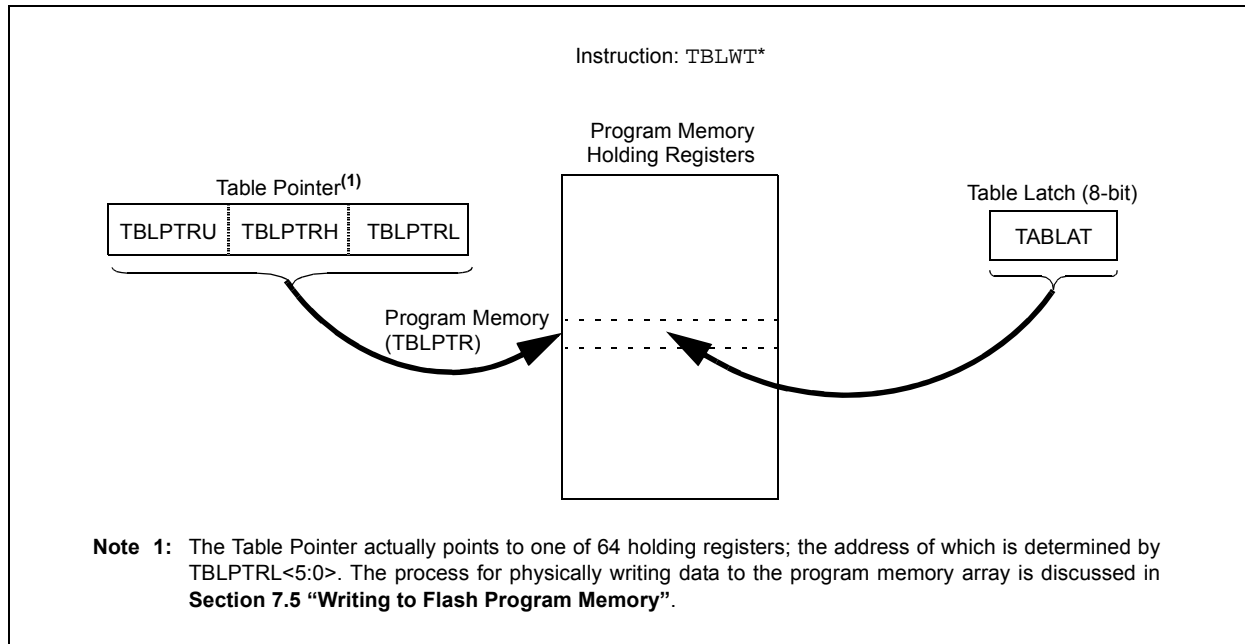 Instruction: TBLWT*
Program Memory
Holding Registers
Table Pointer(1)
Table Latch (8-bit)
TBLPTRU TBLPTRH TBLPTRL
TABLAT
Program Memory
(TBLPTR)
Note 1: The Table Pointer actually points to one of 64 holding registers; the address of which is determined by
TBLPTRL<5:0>. The process for physically writing data to the program memory array is discussed in
Section 7.5 “Writing to Flash Program Memory”.